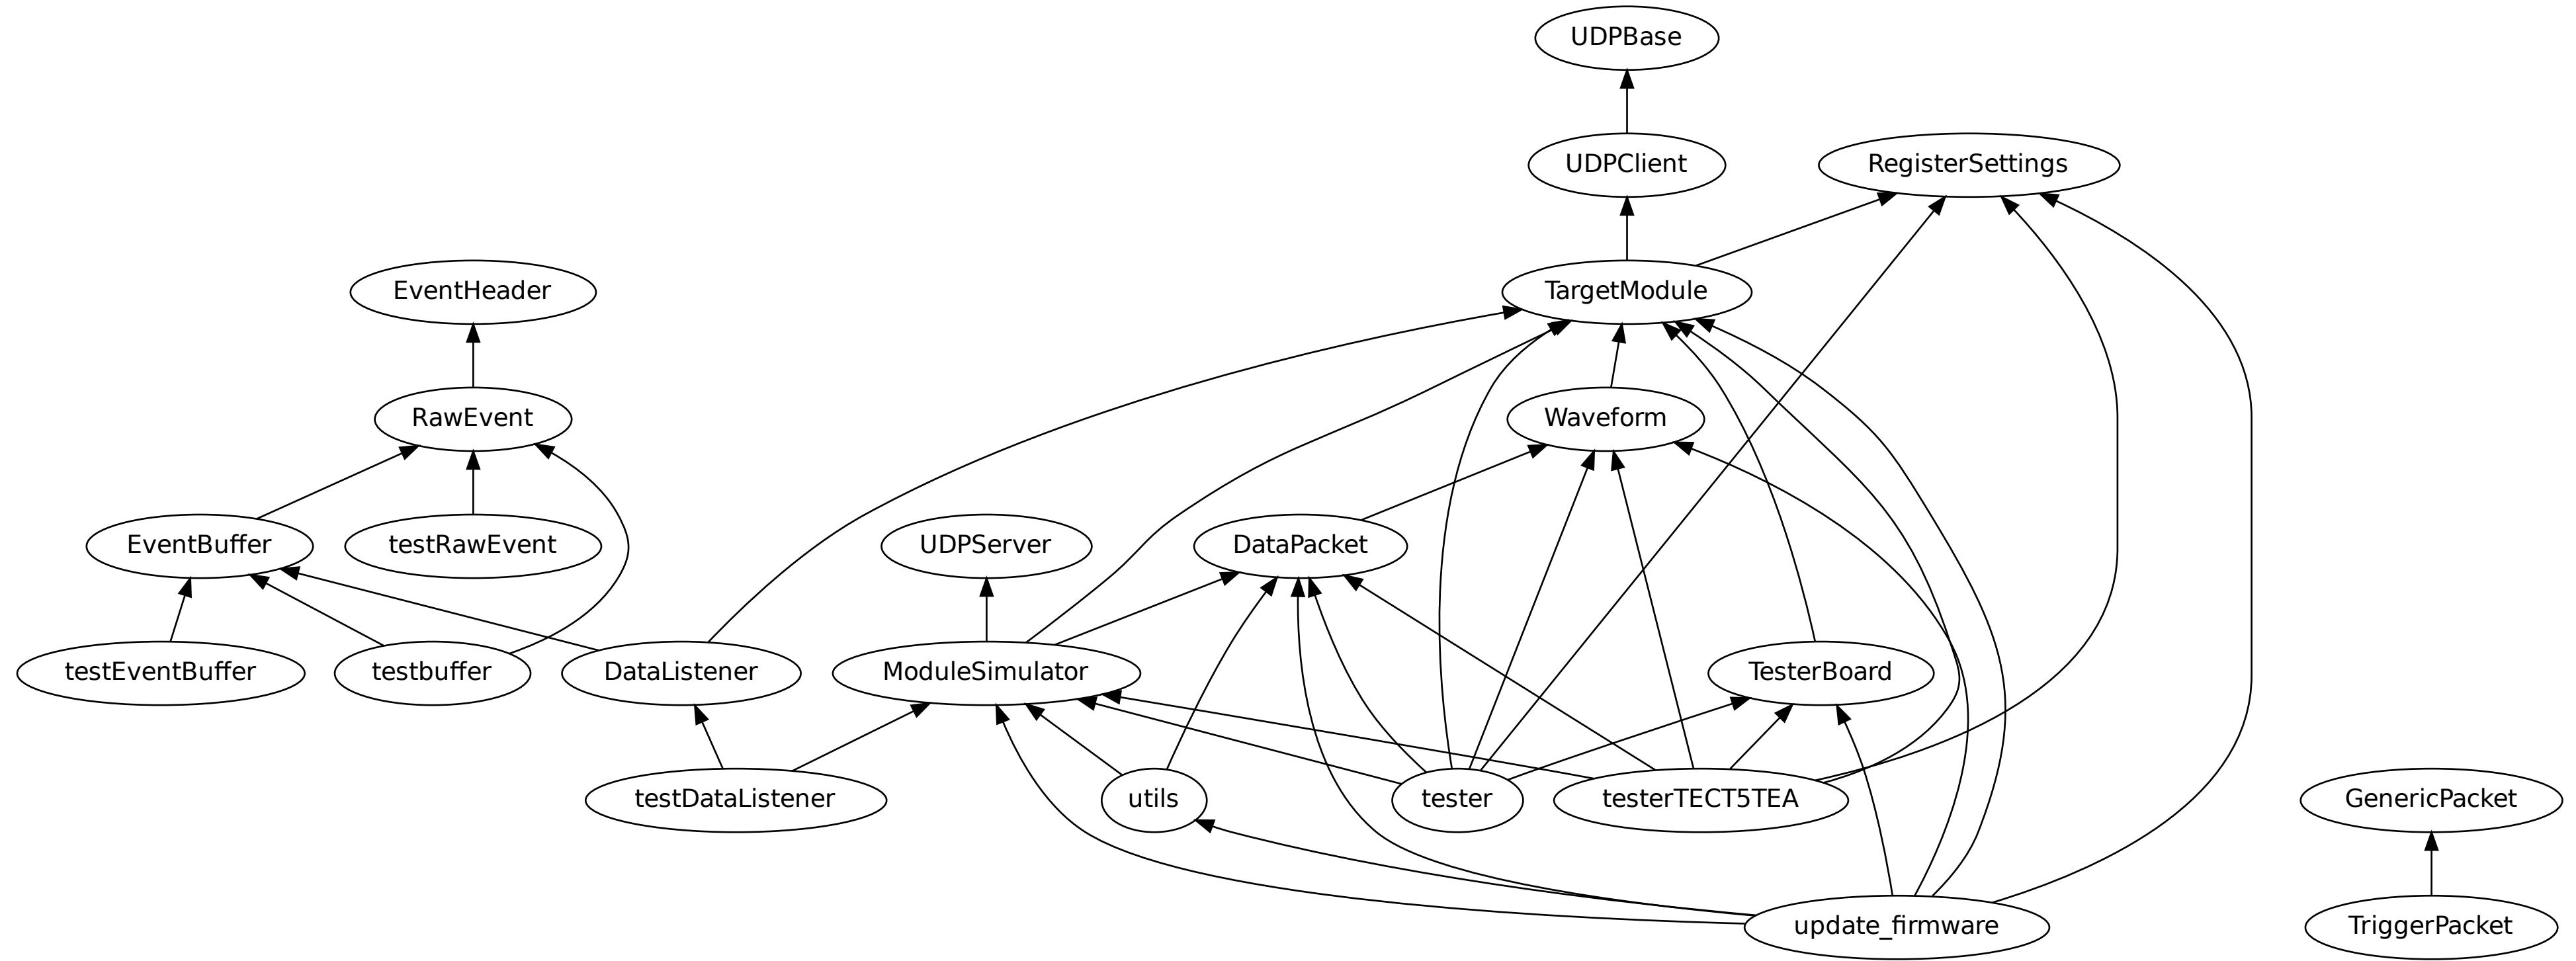 UDPBase
UDPClient
RegisterSettings
EventHeader
TargetModule
RawEvent
Waveform
EventBuffer
testRawEvent
UDPServer
DataPacket
testEventBuffer
testbuffer
DataListener
ModuleSimulator
TesterBoard
testDataListener
utils
tester
testerTECT5TEA
GenericPacket
update_firmware
TriggerPacket